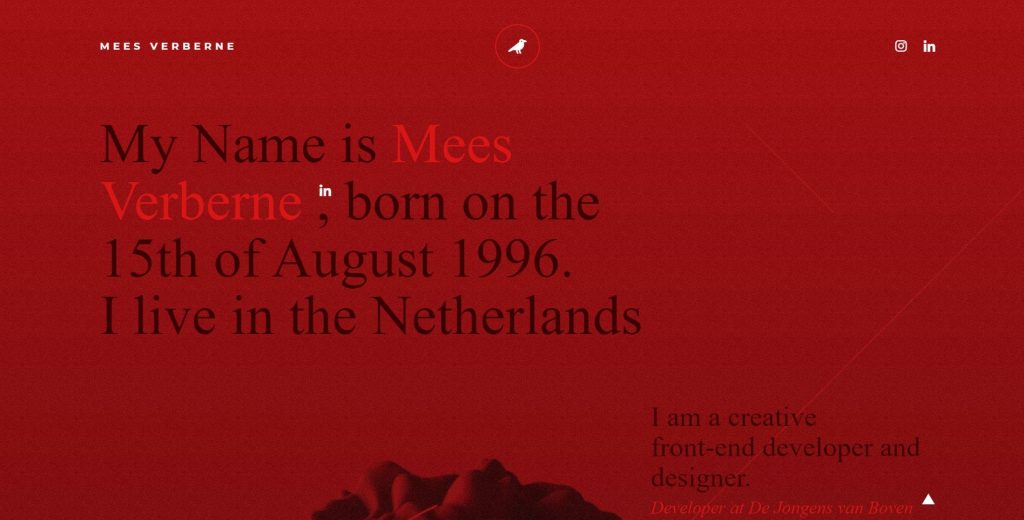 MEES VERBERNE
in
My Name is Mees
Verberne in , born on the
15th of August 1996.
I live in the Netherlands
I am a creative
front-end developer and
designer.
Developer at De Jongens van Boven